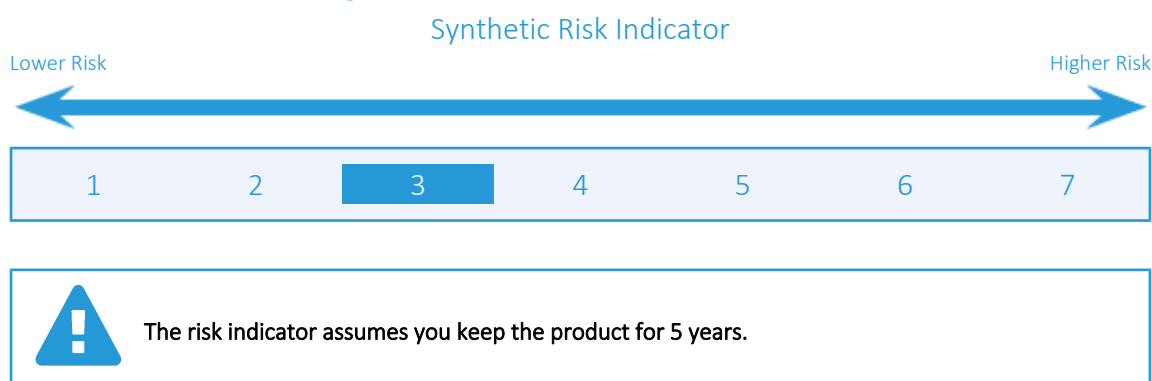 Synthetic Risk Indicator
Lower Risk Higher Risk
1 2 3 4 5 6 7
The risk indicator assumes you keep the product for 5 years.